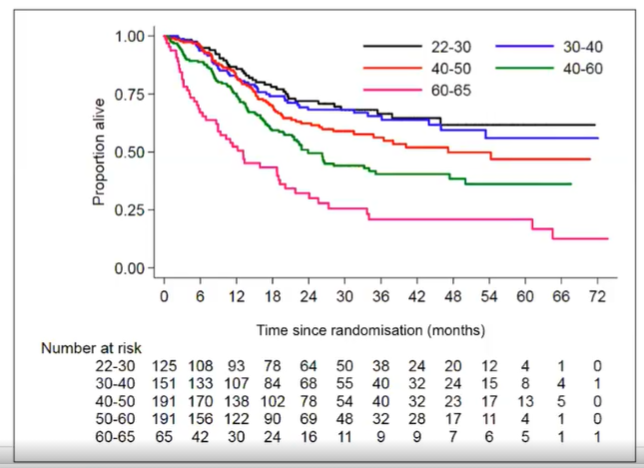 1.00
0.75
0.50
0.25
0.00
Proportion alive
22-30 30-40
40-50 40-60
60-65
0 6 12 18 24 30 36 42 48 54 60 66 72
Time since randomisation (months)
Number at risk
22-30 125 108 93 78 64 50 38 24 20 12 4 1 0
30-40 151 133 107 84 68 55 40 32 24 15 8 4 1
40-50 191 170 138 102 78 54 40 32 23 17 13 5 0
50-60 191 156 122 90 69 48 32 28 17 11 4 1 0
60-65 65 42 30 24 16 11 9 9 7 6 5 1 1